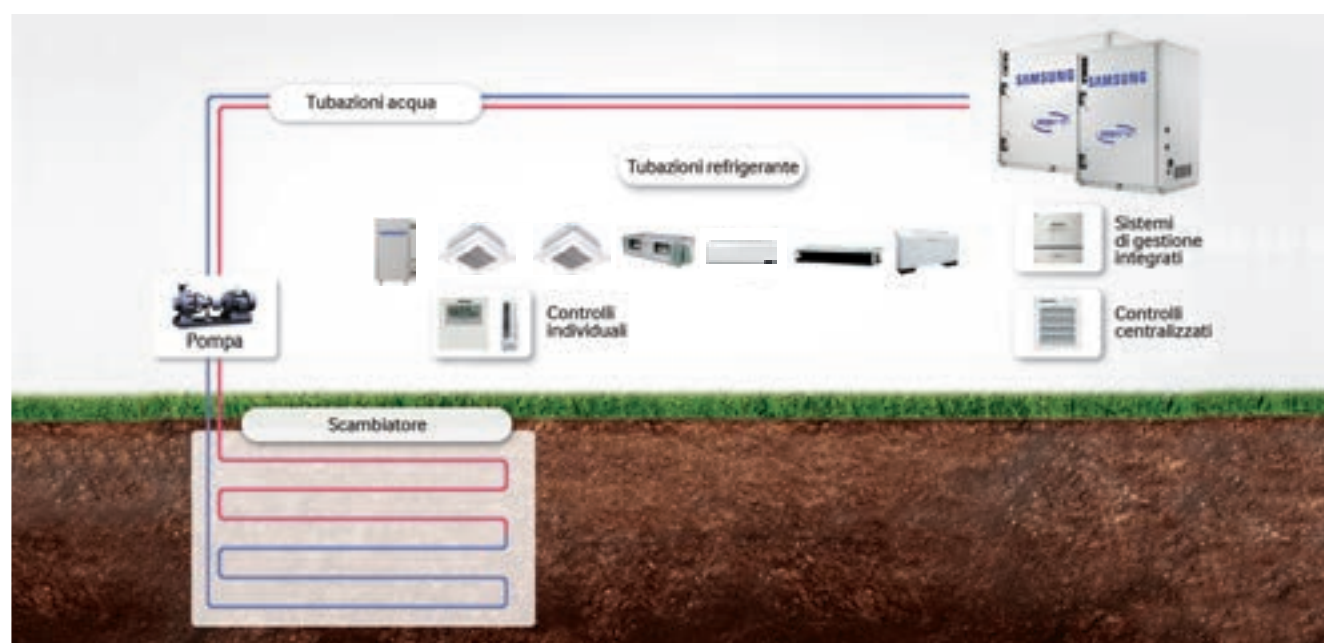 Tubazioni acqua
SAMSUNG
SAMSUNG
Tubazioni refrigerante
Sistemi
di gestione
integrati
Controlli
individuali
Controlli
centralizzati
Pompa
Scambiatore